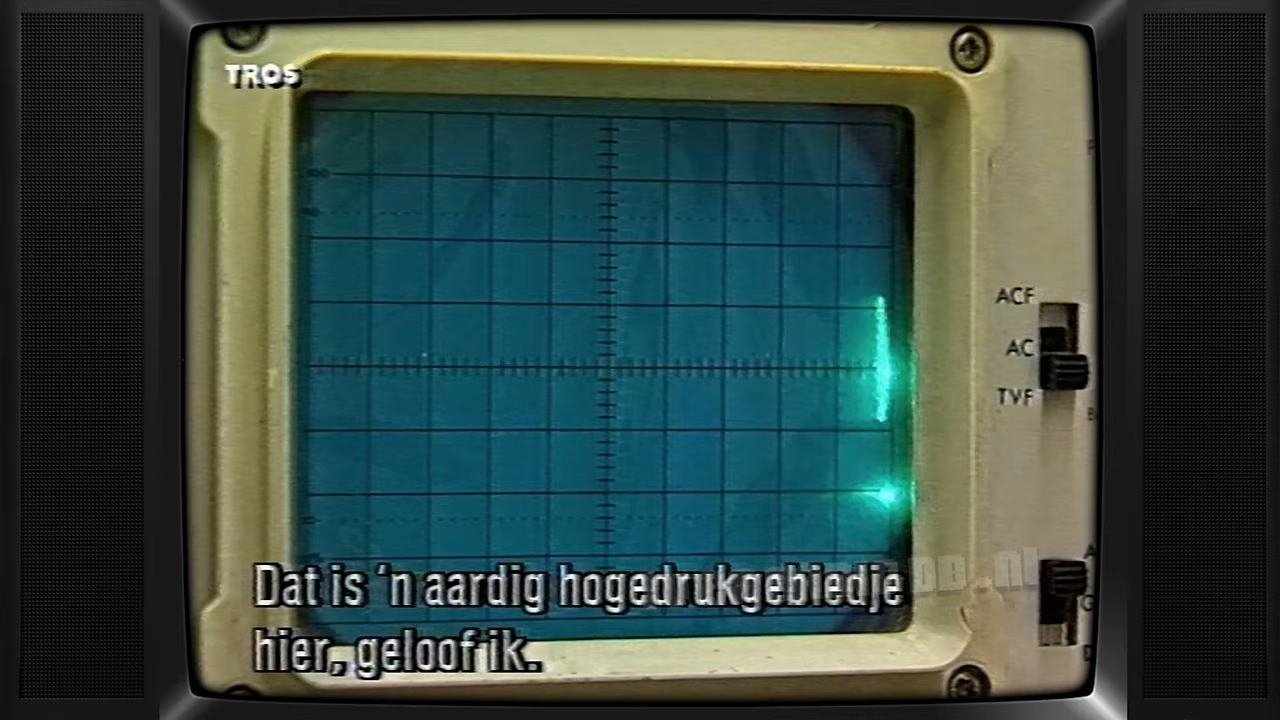 TROS
ACF
AC
TVF
Dat is 'n aardig hogedrukgebiedje
hier, geloof ik.